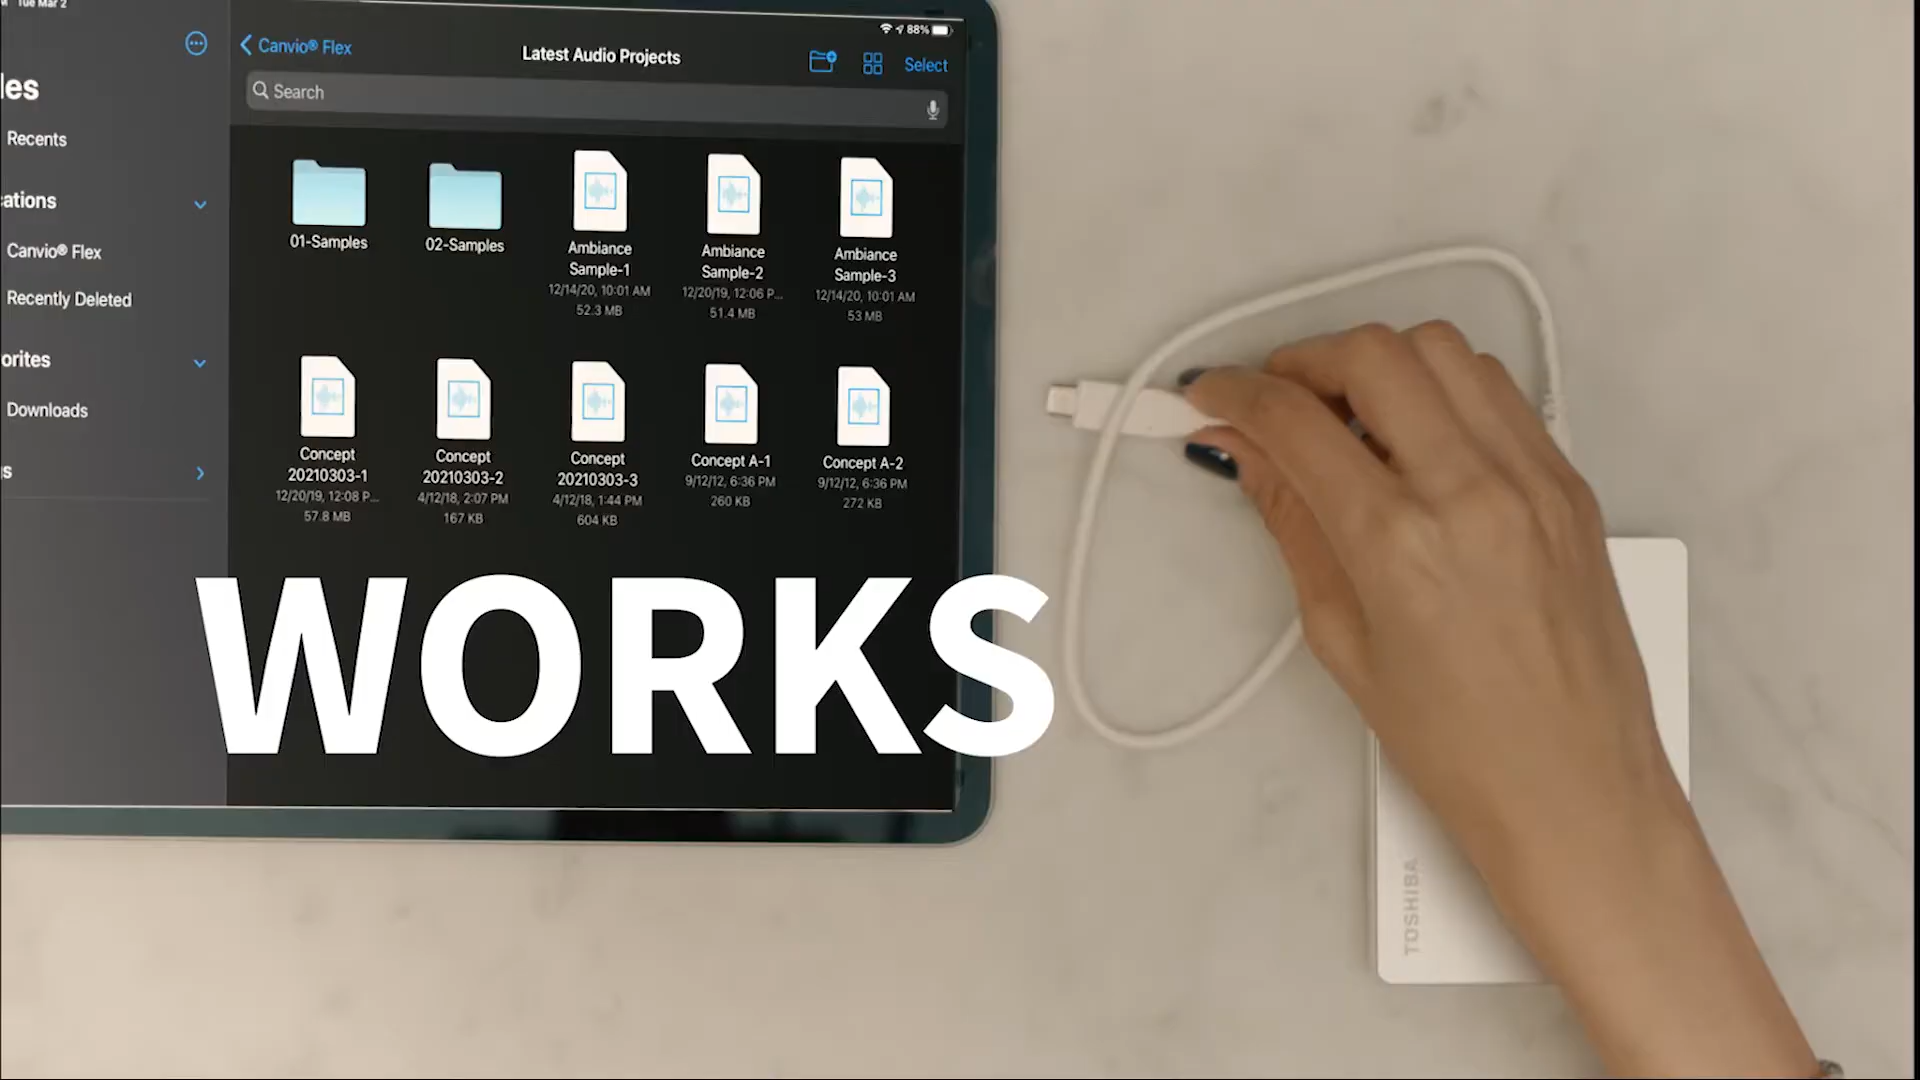 Tue Mar 2
88%
les
Recents
cations
Canvio® Flex
Recently Deleted
orites
Downloads
s
Canvio® Flex
Latest Audio Projects
Select
Search
01-Samples
02-Samples
Ambiance
Sample-1
12/14/20, 10:01 AM
52.3 MB
Ambiance
Sample-2
12/20/19, 12:06 P...
51.4 MB
Ambiance
Sample-3
12/14/20, 10:01 AM
53 MB
Concept
20210303-1
12/20/19, 12:08 P...
57.8 MB
Concept
20210303-2
4/12/18, 2:07 PM
167 KB
Concept
20210303-3
4/12/18, 1:44 PM
604 KB
Concept A-1
9/12/12, 6:36 PM
260 KB
Concept A-2
9/12/12, 6:36 PM
272 KB
WORKS
TOSHIBA